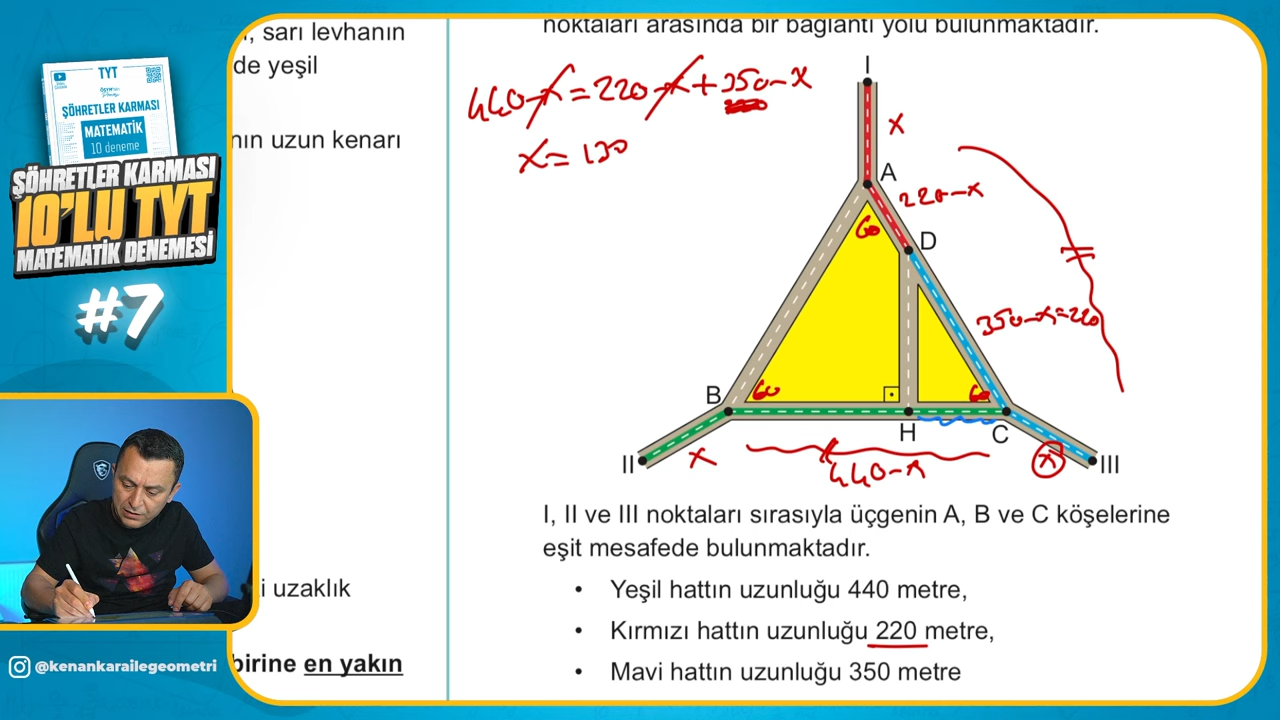 TYT
ŞÖHRETLER KARMASI
MATEMATİK
10 deneme
ŞÖHRETLER KARMASI
10'LU TYT
MATEMATİK DENEMESİ
#7
@kenankarailegeometri
, sarı levhanın
de yeşil
nın uzun kenarı
i uzaklık
birine en yakın
noktaları arasında bir bağlantı yolu bulunmaktadır.
440-x=220-x+350-x
x=130
I
x
A
220-x
60
D
350-x=220
B
60
60
H
C
II
x
440-x
x
III
I, II ve III noktaları sırasıyla üçgenin A, B ve C köşelerine
eşit mesafede bulunmaktadır.
• Yeşil hattın uzunluğu 440 metre,
• Kırmızı hattın uzunluğu 220 metre,
• Mavi hattın uzunluğu 350 metre